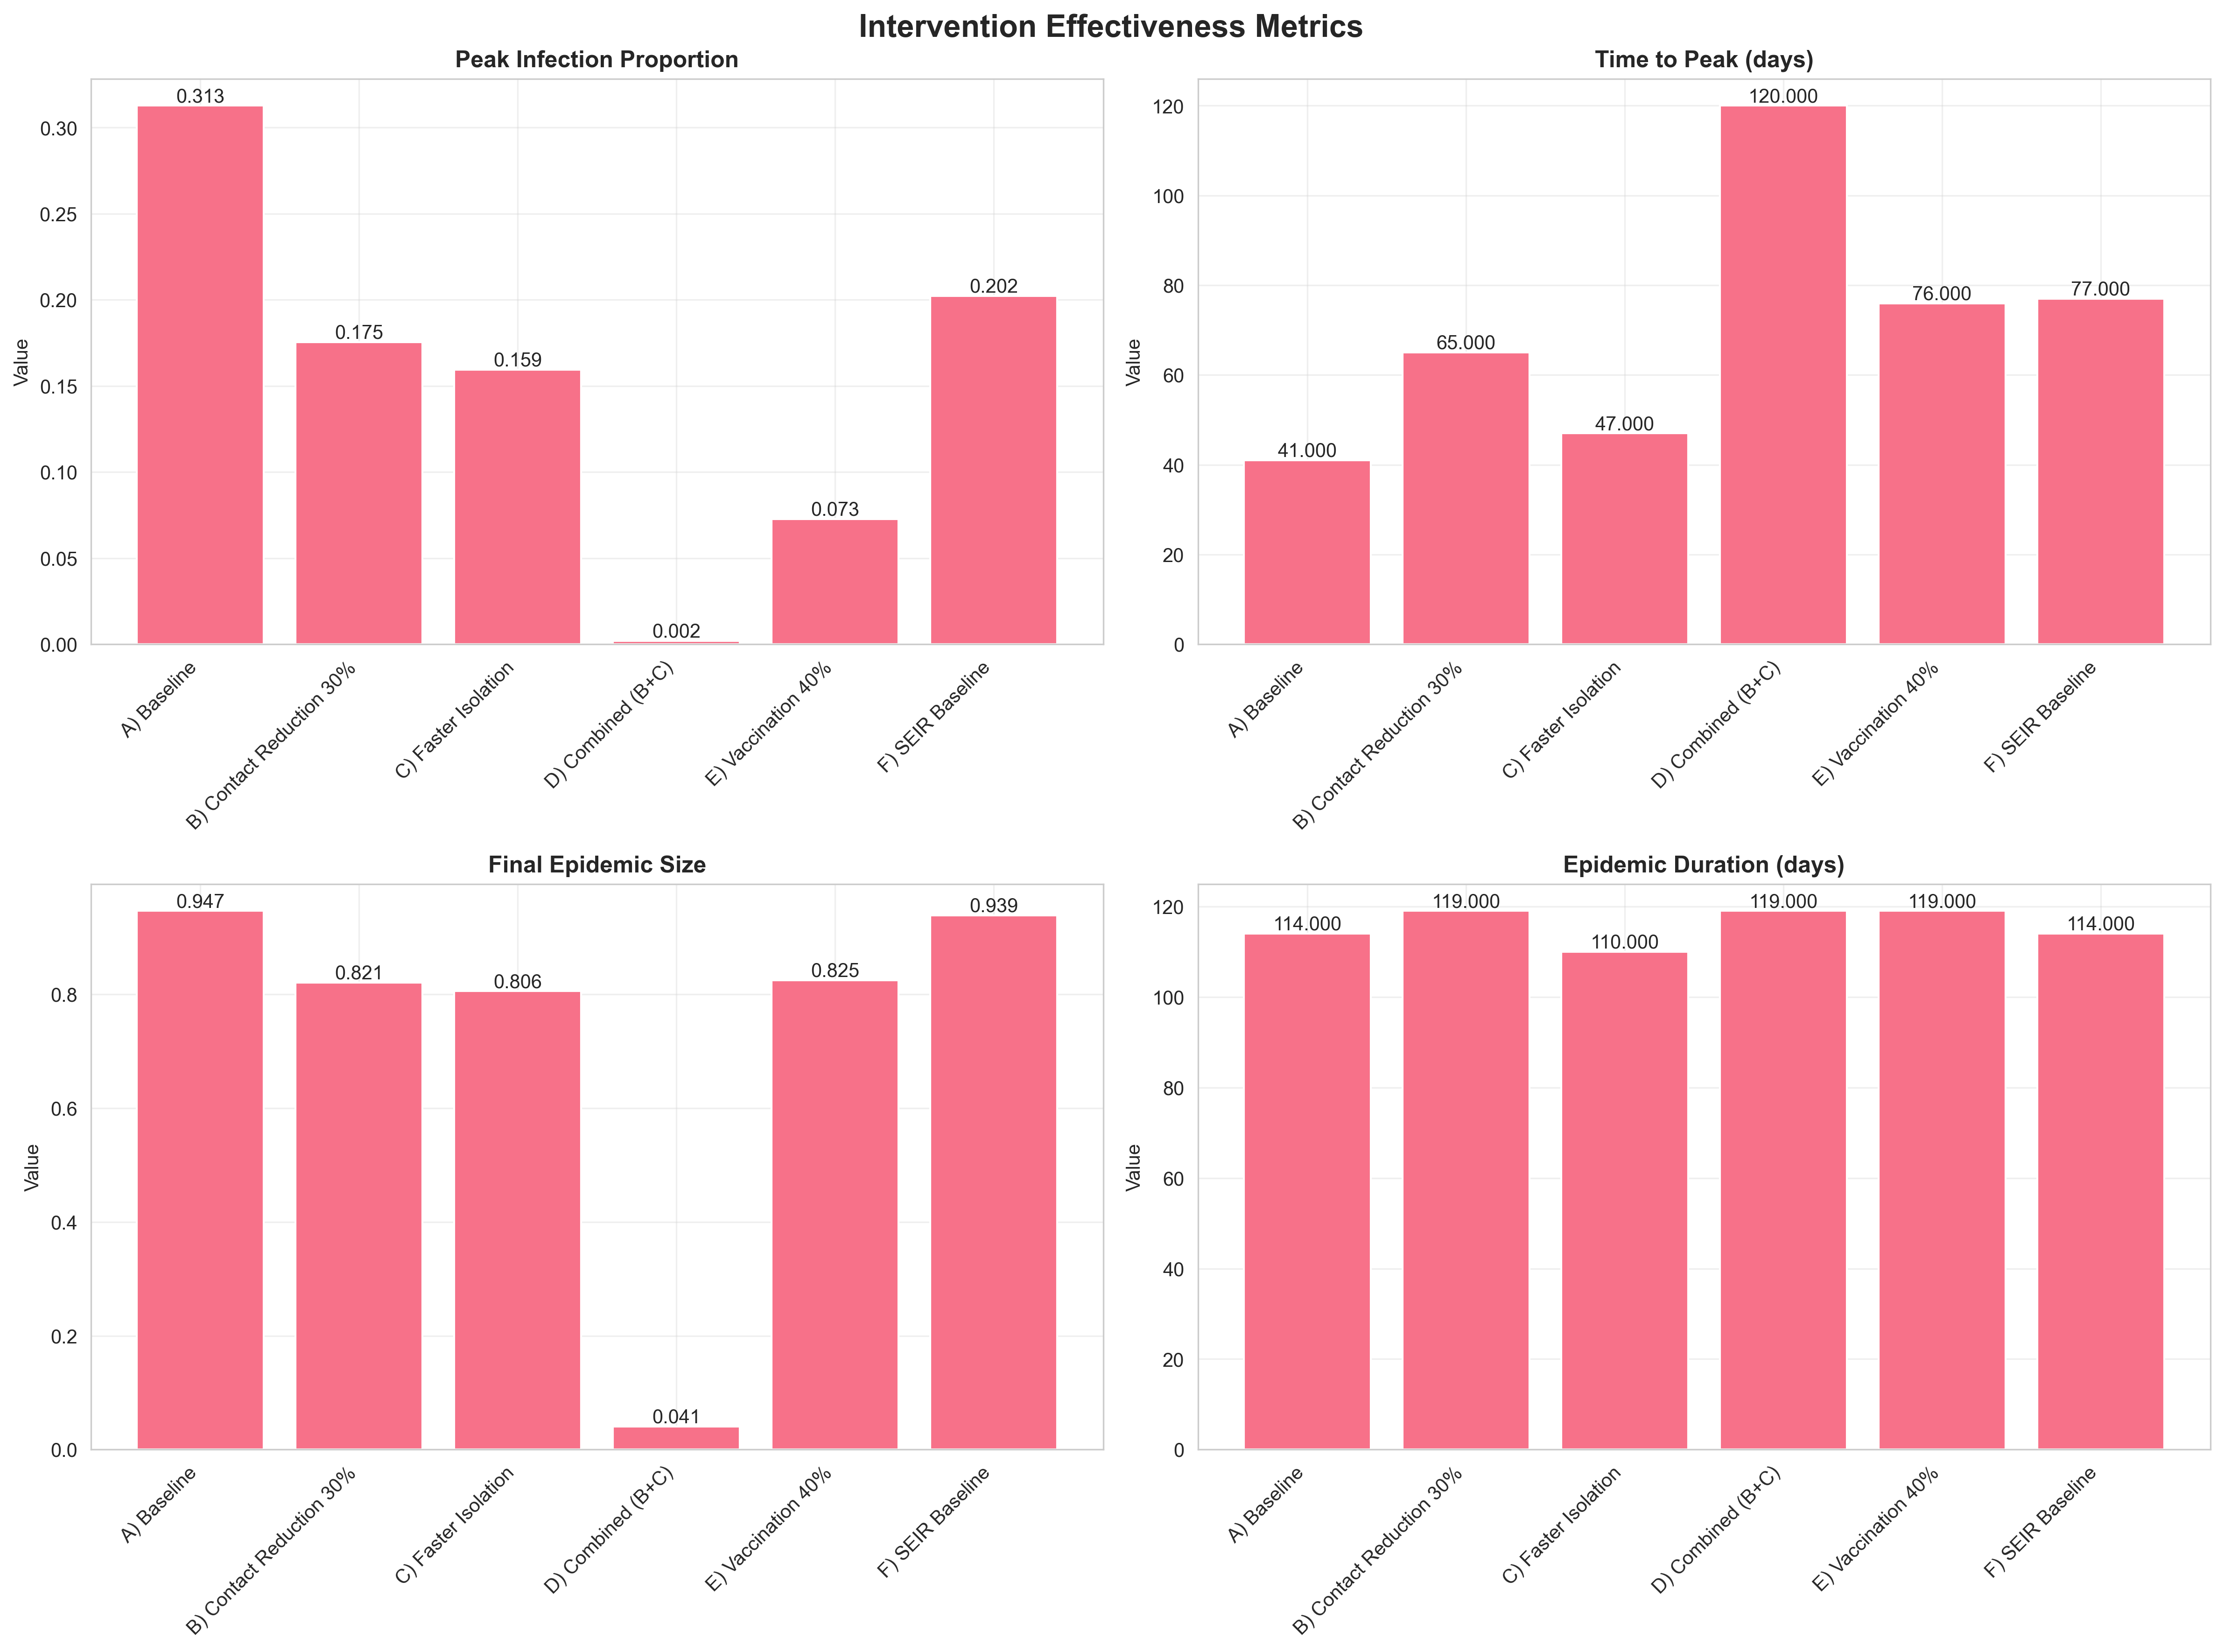 Intervention Effectiveness Metrics
Peak Infection Proportion
Value
0.30
0.25
0.20
0.15
0.10
0.05
0.00
0.313
0.175
0.159
0.002
0.073
0.202
A) Baseline
B) Contact Reduction 30%
C) Faster Isolation
D) Combined (B+C)
E) Vaccination 40%
F) SEIR Baseline
Time to Peak (days)
Value
120
100
80
60
40
20
0
41.000
65.000
47.000
120.000
76.000
77.000
A) Baseline
B) Contact Reduction 30%
C) Faster Isolation
D) Combined (B+C)
E) Vaccination 40%
F) SEIR Baseline
Final Epidemic Size
Value
0.8
0.6
0.4
0.2
0.0
0.947
0.821
0.806
0.041
0.825
0.939
A) Baseline
B) Contact Reduction 30%
C) Faster Isolation
D) Combined (B+C)
E) Vaccination 40%
F) SEIR Baseline
Epidemic Duration (days)
Value
120
100
80
60
40
20
0
114.000
119.000
110.000
119.000
119.000
114.000
A) Baseline
B) Contact Reduction 30%
C) Faster Isolation
D) Combined (B+C)
E) Vaccination 40%
F) SEIR Baseline